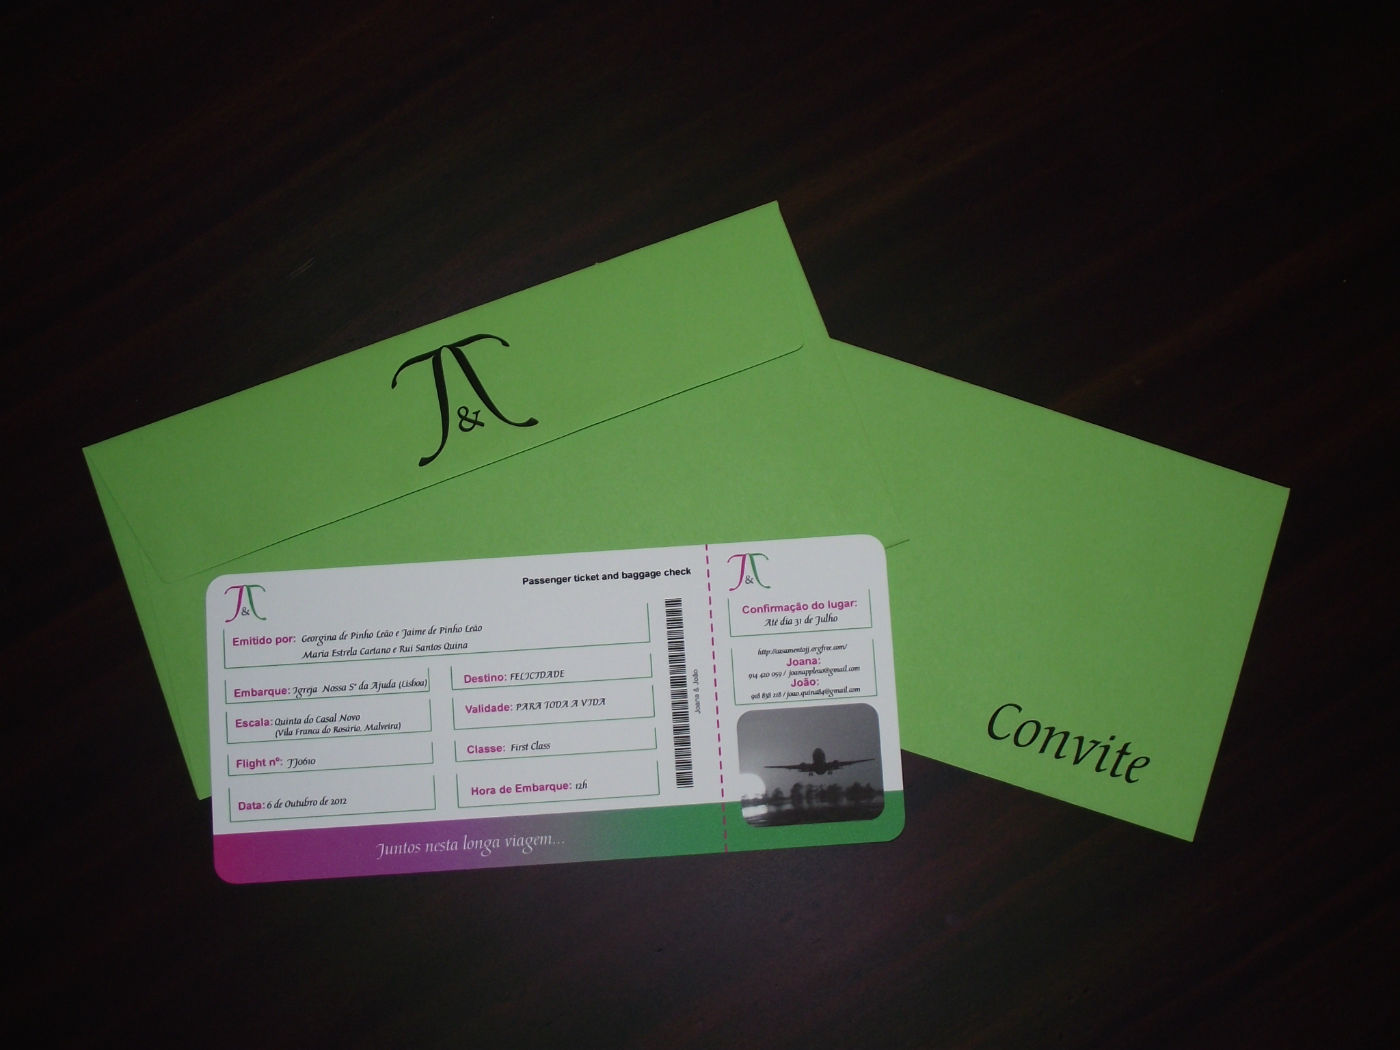 J&J
J&J
Passenger ticket and baggage check
Emitido por: Georgina de Pinho Leão e Jaime de Pinho Leão
Maria Estrela Caetano e Rui Santos Quina
Embarque: Igreja Nossa Sª da Ajuda (Lisboa)
Escala: Quinta do Casal Novo
(Vila Franca do Rosário, Malveira)
Flight nº: JJ0610
Data: 6 de Outubro de 2012
Destino: FELICIDADE
Validade: PARA TODA A VIDA
Classe: First Class
Hora de Embarque: 12h
Joana & João
Juntos nesta longa viagem...
J&J
Confirmação do lugar:
Até dia 31 de Julho
Joana:
João:
Convite